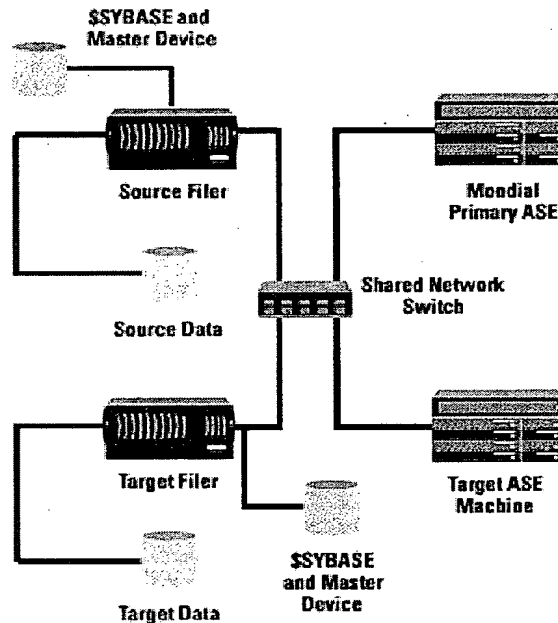 $SYBASE and
Master Device
Source Filer
Mondial
Primary ASE
Source Data
Shared Network
Switch
Target Filer
Target ASE
Machine
$SYBASE
and Master
Device
Target Data